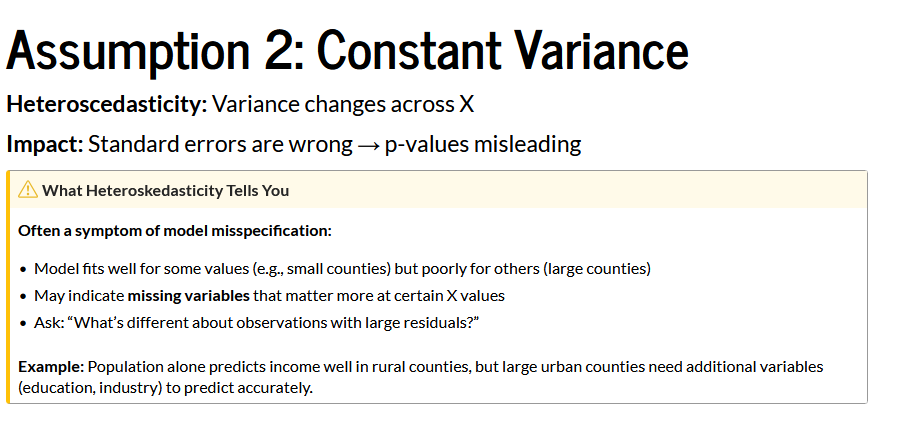 Assumption 2: Constant Variance
Heteroscedasticity: Variance changes across X
Impact: Standard errors are wrong → p-values misleading
What Heteroskedasticity Tells You
Often a symptom of model misspecification:
• Model fits well for some values (e.g., small counties) but poorly for others (large counties)
• May indicate missing variables that matter more at certain X values
• Ask: “What’s different about observations with large residuals?”
Example: Population alone predicts income well in rural counties, but large urban counties need additional variables
(education, industry) to predict accurately.